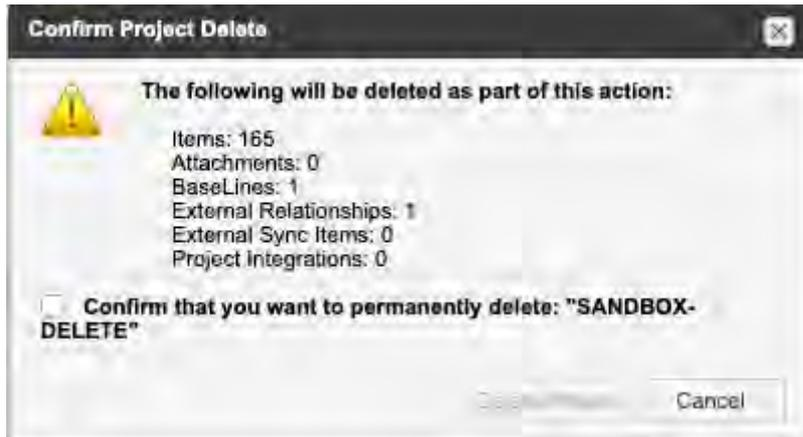 Confirm Project Delete
The following will be deleted as part of this action:
Items: 165
Attachments: 0
BaseLines: 1
External Relationships: 1
External Sync Items: 0
Project Integrations: 0
Confirm that you want to permanently delete: "SANDBOX-
DELETE"
Cancel